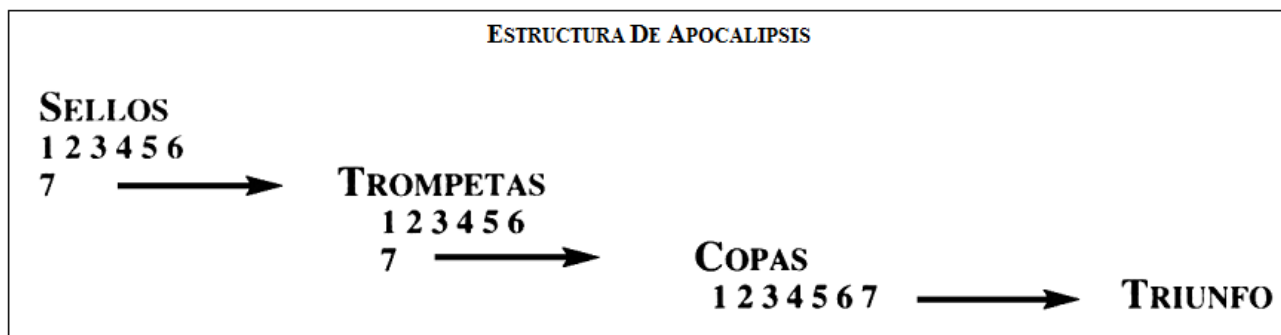 ESTRUCTURA DE APOCALIPSIS
SELLOS
1 2 3 4 5 6
7
TROMPETAS
1 2 3 4 5 6
7
COPAS
1 2 3 4 5 6 7
TRIUNFO